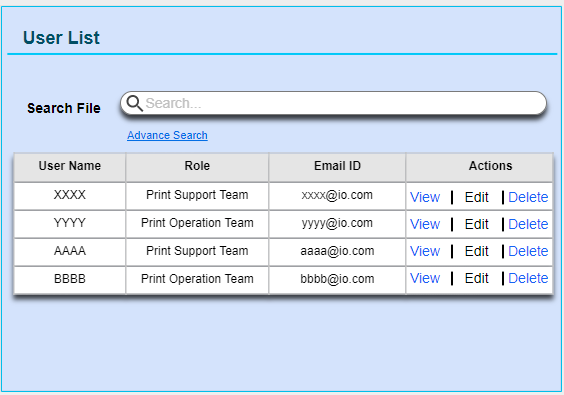 User List
Search File Search...
Advance Search
User Name Role Email ID Actions
XXXX Print Support Team xxxx@io.com View | Edit | Delete
YYYY Print Operation Team yyyy@io.com View | Edit | Delete
AAAA Print Support Team aaaa@io.com View | Edit | Delete
BBBB Print Operation Team bbbb@io.com View | Edit | Delete